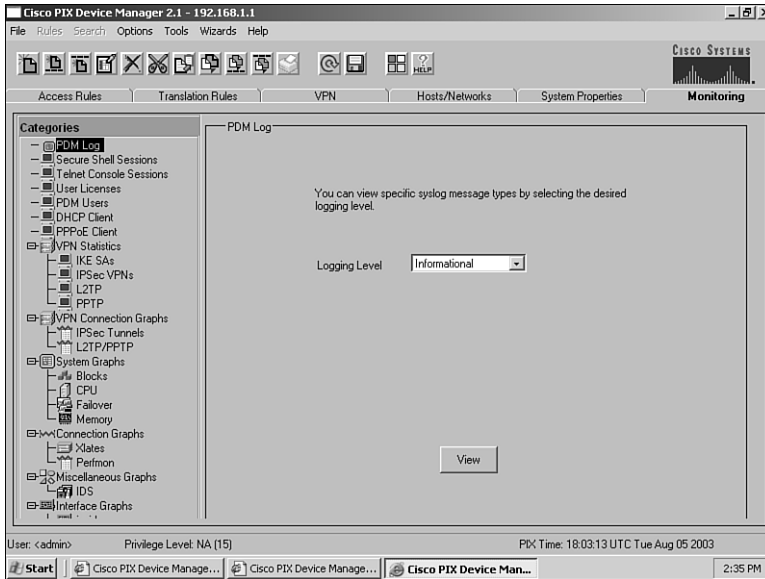 Cisco PIX Device Manager 2.1 - 192.168.1.1
File Rules Search Options Tools Wizards Help
HELP
CISCO SYSTEMS
Access Rules Translation Rules VPN Hosts/Networks System Properties Monitoring
Categories
PDM Log
Secure Shell Sessions
Telnet Console Sessions
User Licenses
PDM Users
DHCP Client
PPPoE Client
VPN Statistics
IKE SAs
IPSec VPNs
L2TP
PPTP
VPN Connection Graphs
IPSec Tunnels
L2TP/PPTP
System Graphs
Blocks
CPU
Failover
Memory
Connection Graphs
Xlates
Perfmon
Miscellaneous Graphs
IDS
Interface Graphs
PDM Log
You can view specific syslog message types by selecting the desired
logging level.
Logging Level Informational
View
User: <admin> Privilege Level: NA (15) PIX Time: 18:03:13 UTC Tue Aug 05 2003
Start Cisco PIX Device Manage... Cisco PIX Device Manage... Cisco PIX Device Man... 2:35 PM